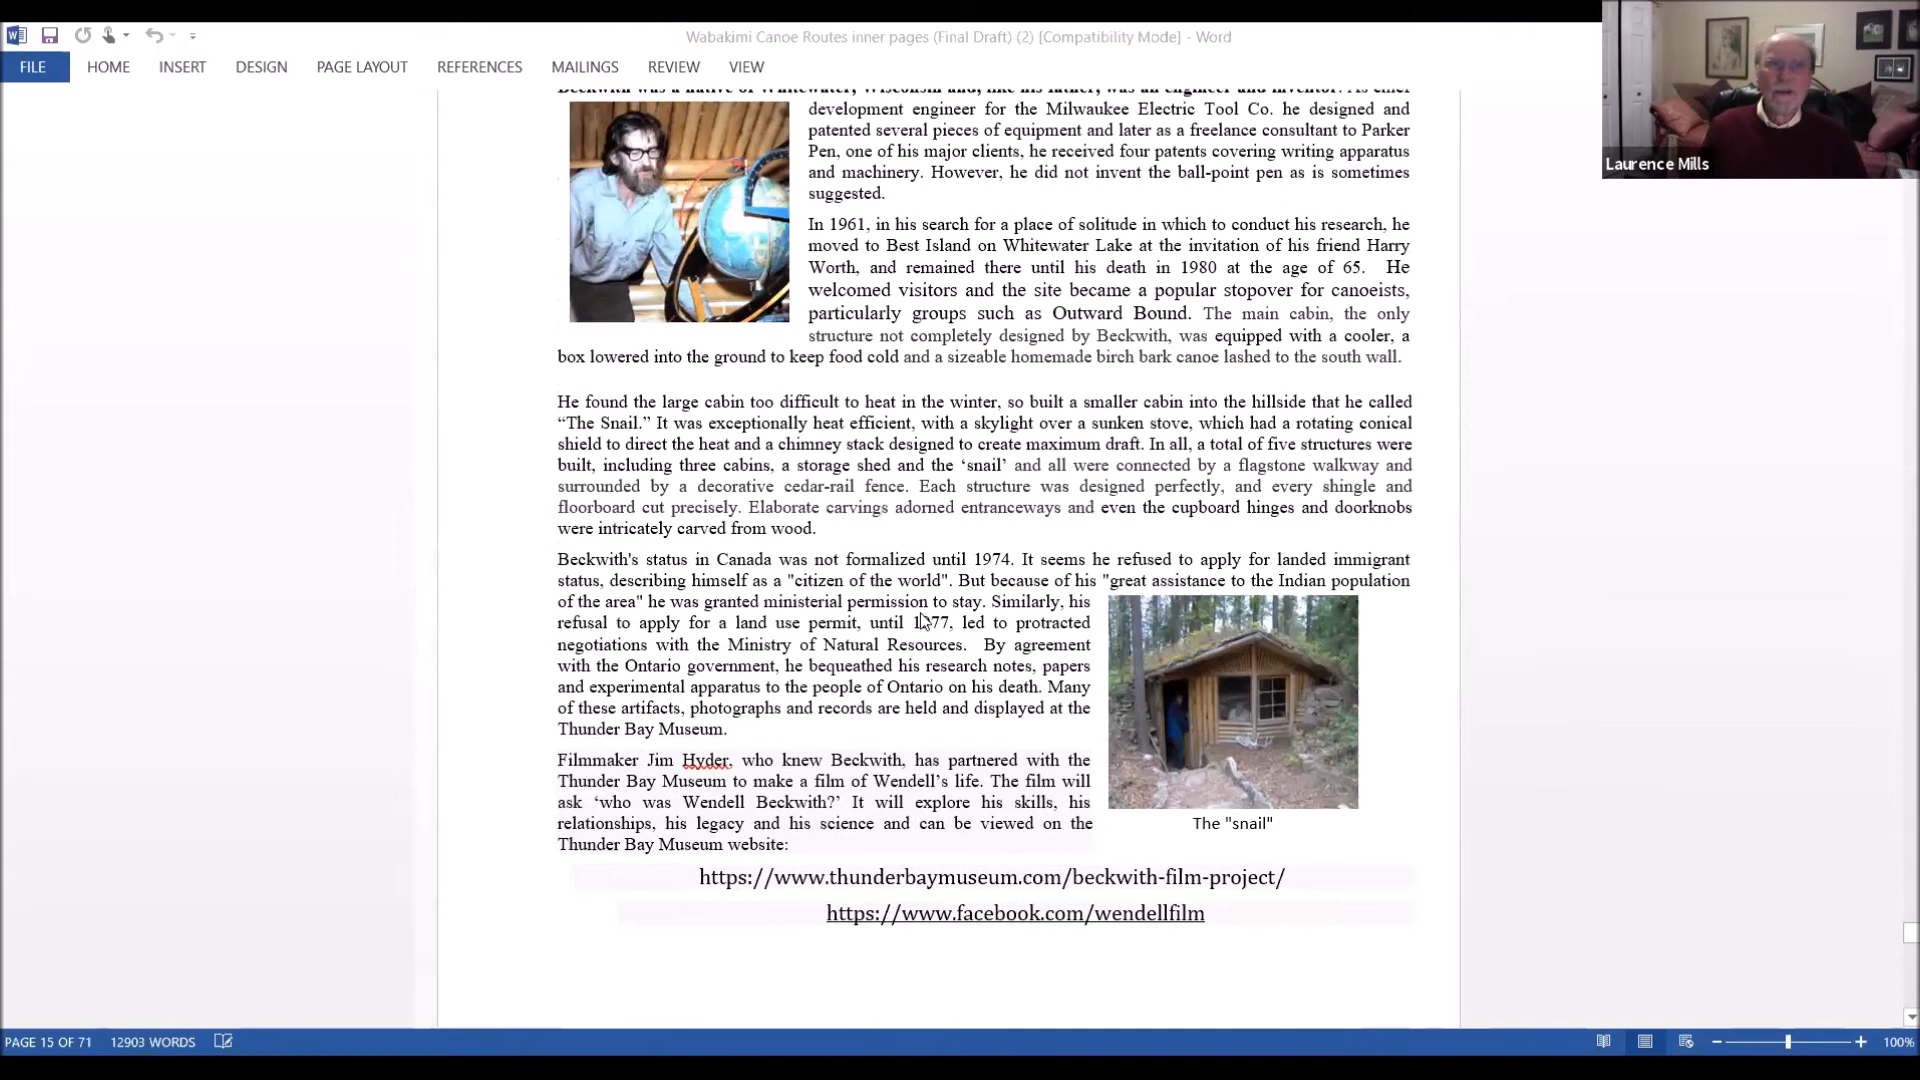 Wabakimi Canoe Routes inner pages (Final Draft) (2) [Compatibility Mode] - Word
FILE HOME INSERT DESIGN PAGE LAYOUT REFERENCES MAILINGS REVIEW VIEW
Laurence Mills
Beckwith was a native of Whitewater, Wisconsin and, like his father, was an engineer and inventor. As chief
development engineer for the Milwaukee Electric Tool Co. he designed and
patented several pieces of equipment and later as a freelance consultant to Parker
Pen, one of his major clients, he received four patents covering writing apparatus
and machinery. However, he did not invent the ball-point pen as is sometimes
suggested.
In 1961, in his search for a place of solitude in which to conduct his research, he
moved to Best Island on Whitewater Lake at the invitation of his friend Harry
Worth, and remained there until his death in 1980 at the age of 65. He
welcomed visitors and the site became a popular stopover for canoeists,
particularly groups such as Outward Bound. The main cabin, the only
structure not completely designed by Beckwith, was equipped with a cooler, a
box lowered into the ground to keep food cold and a sizeable homemade birch bark canoe lashed to the south wall.
He found the large cabin too difficult to heat in the winter, so built a smaller cabin into the hillside that he called
“The Snail.” It was exceptionally heat efficient, with a skylight over a sunken stove, which had a rotating conical
shield to direct the heat and a chimney stack designed to create maximum draft. In all, a total of five structures were
built, including three cabins, a storage shed and the ‘snail’ and all were connected by a flagstone walkway and
surrounded by a decorative cedar-rail fence. Each structure was designed perfectly, and every shingle and
floorboard cut precisely. Elaborate carvings adorned entranceways and even the cupboard hinges and doorknobs
were intricately carved from wood.
Beckwith's status in Canada was not formalized until 1974. It seems he refused to apply for landed immigrant
status, describing himself as a "citizen of the world". But because of his "great assistance to the Indian population
of the area" he was granted ministerial permission to stay. Similarly, his
refusal to apply for a land use permit, until 1977, led to protracted
negotiations with the Ministry of Natural Resources. By agreement
with the Ontario government, he bequeathed his research notes, papers
and experimental apparatus to the people of Ontario on his death. Many
of these artifacts, photographs and records are held and displayed at the
Thunder Bay Museum.
Filmmaker Jim Hyder, who knew Beckwith, has partnered with the
Thunder Bay Museum to make a film of Wendell’s life. The film will
ask ‘who was Wendell Beckwith?’ It will explore his skills, his
relationships, his legacy and his science and can be viewed on the
Thunder Bay Museum website:
The "snail"
https://www.thunderbaymuseum.com/beckwith-film-project/
https://www.facebook.com/wendellfilm
PAGE 15 OF 71 12903 WORDS 100%